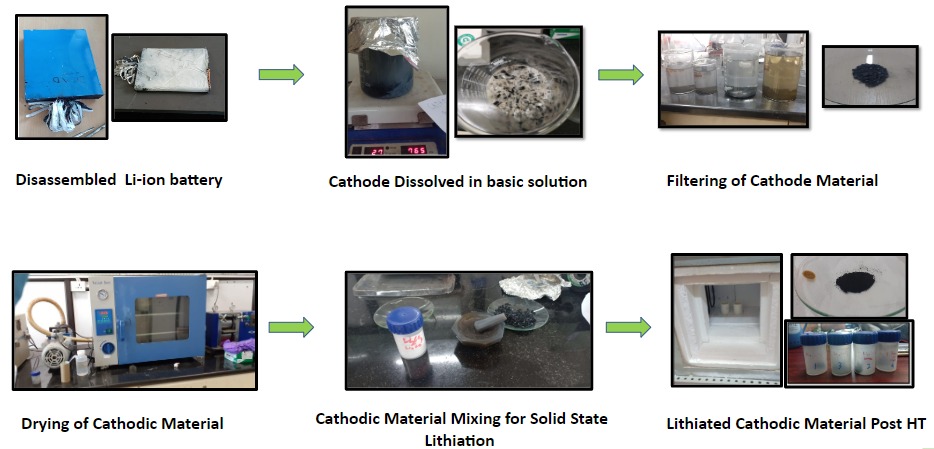 Disassembled Li-ion battery
Cathode Dissolved in basic solution
Filtering of Cathode Material
27 765
Drying of Cathodic Material
Cathodic Material Mixing for Solid State
Lithiation
Lithiated Cathodic Material Post HT